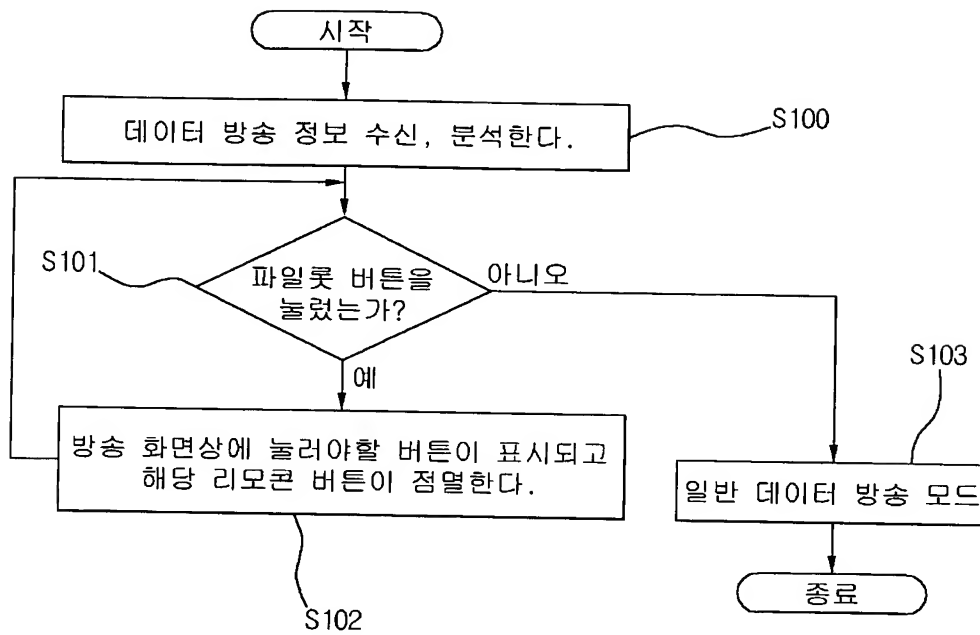 시작
데이터 방송 정보 수신, 분석한다.
S100
S101
파일롯 버튼을
눌렀는가?
아니오
예
S103
방송 화면상에 눌러야할 버튼이 표시되고
해당 리모콘 버튼이 점멸한다.
일반 데이터 방송 모드
S102
종료